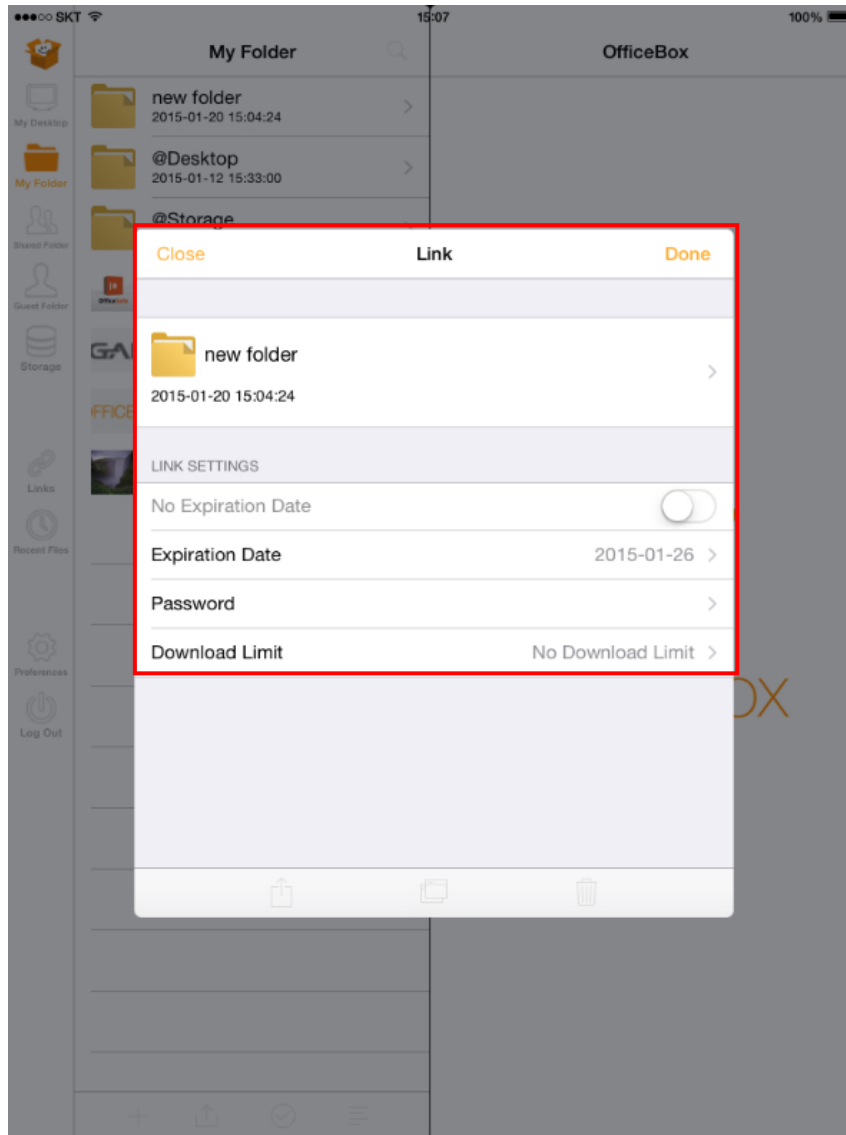 SKT 15:07 100%
My Folder
OfficeBox
My Desktop
My Folder
Shared Folder
Guest Folder
Storage
Links
Recent Files
Preferences
Log Out
new folder
2015-01-20 15:04:24
@Desktop
2015-01-12 15:33:00
@Storage
GA
OFFICE
Close Link Done
new folder
2015-01-20 15:04:24
LINK SETTINGS
No Expiration Date
Expiration Date 2015-01-26
Password
Download Limit No Download Limit
OX